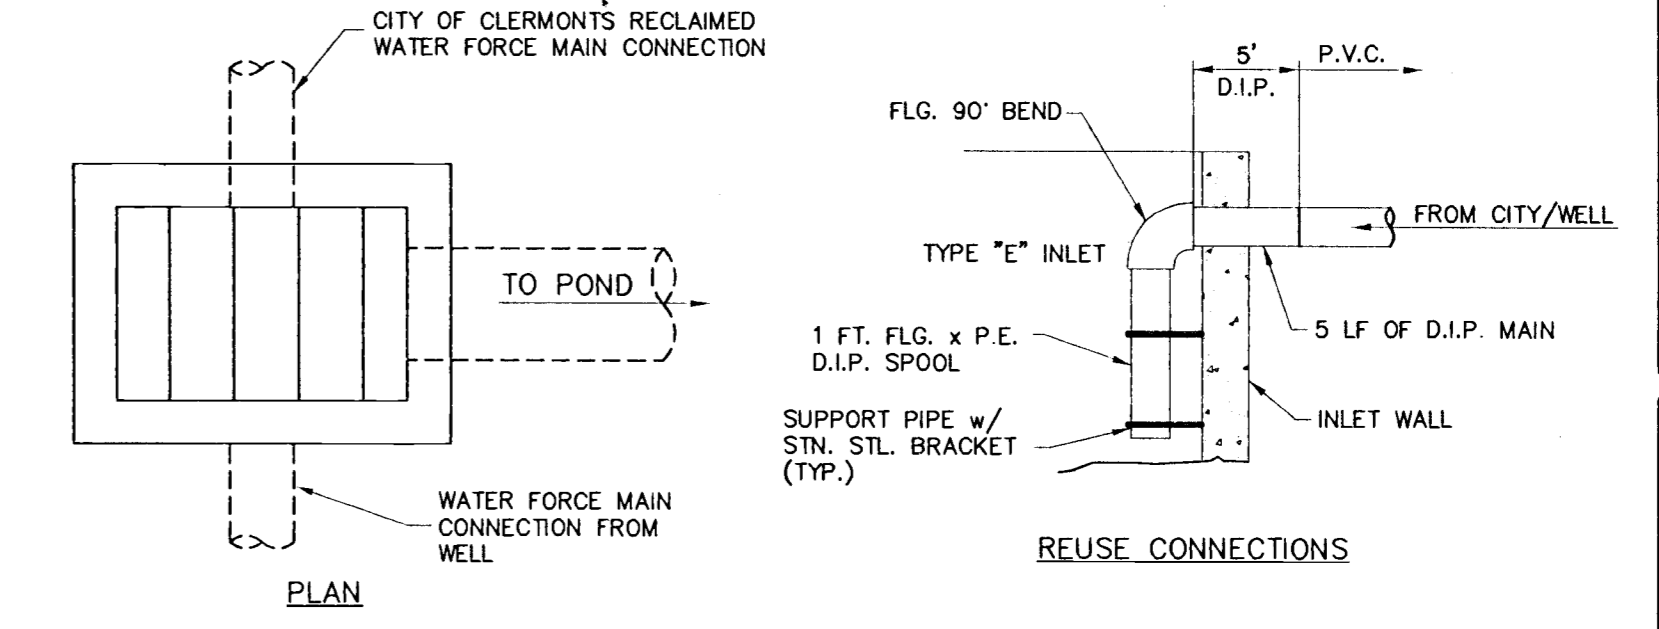 CITY OF CLERMONT'S RECLAIMED
WATER FORCE MAIN CONNECTION
TO POND
WATER FORCE MAIN
CONNECTION FROM
WELL
PLAN
5'
P.V.C.
D.I.P.
FLG. 90° BEND
FROM CITY/WELL
TYPE "E" INLET
5 LF OF D.I.P. MAIN
1 FT. FLG. x P.E.
D.I.P. SPOOL
INLET WALL
SUPPORT PIPE w/
STN. STL. BRACKET
(TYP.)
REUSE CONNECTIONS